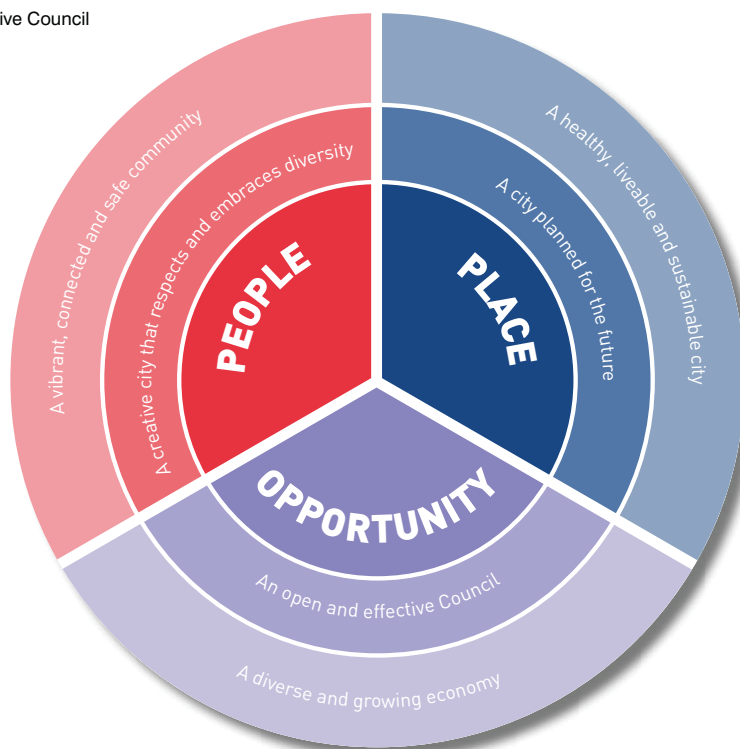 ive Council
A vibrant, connected and safe community
A creative city that respects and embraces diversity
PEOPLE
A healthy, liveable and sustainable city
A city planned for the future
PLACE
OPPORTUNITY
An open and effective Council
A diverse and growing economy